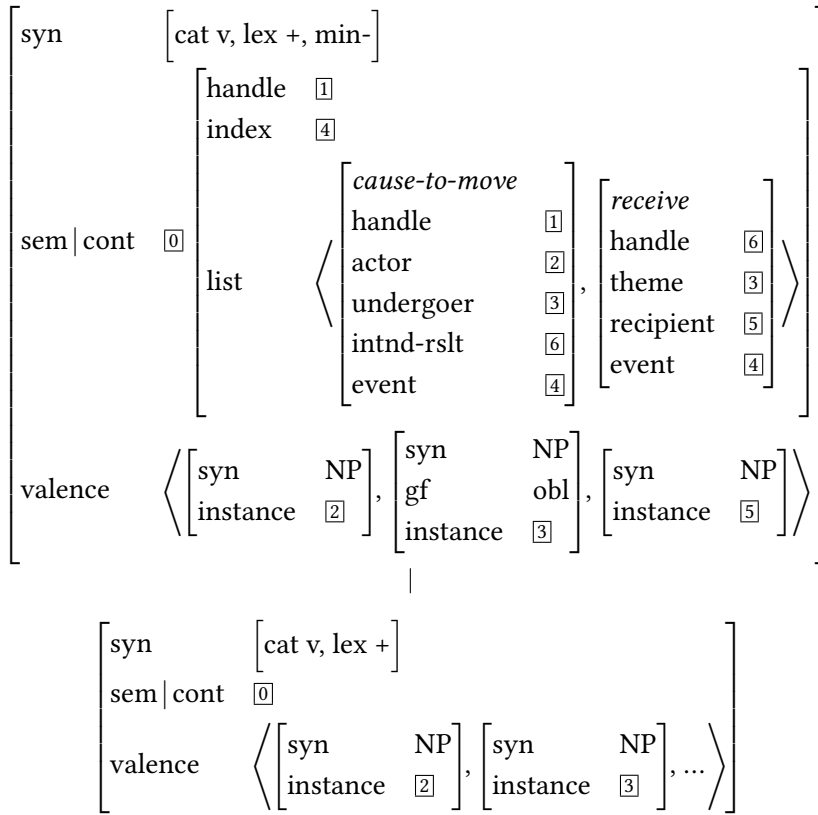 syn [cat v, lex +, min-]
sem|cont 0 [handle 1
index 4
list ⟨[cause-to-move
handle 1
actor 2
undergoer 3
intnd-rslt 6
event 4], [receive
handle 6
theme 3
recipient 5
event 4]⟩]
valence ⟨[syn NP
instance 2], [syn NP
gf obl
instance 3], [syn NP
instance 5]⟩
|
syn [cat v, lex +]
sem|cont 0
valence ⟨[syn NP
instance 2], [syn NP
instance 3], ...⟩